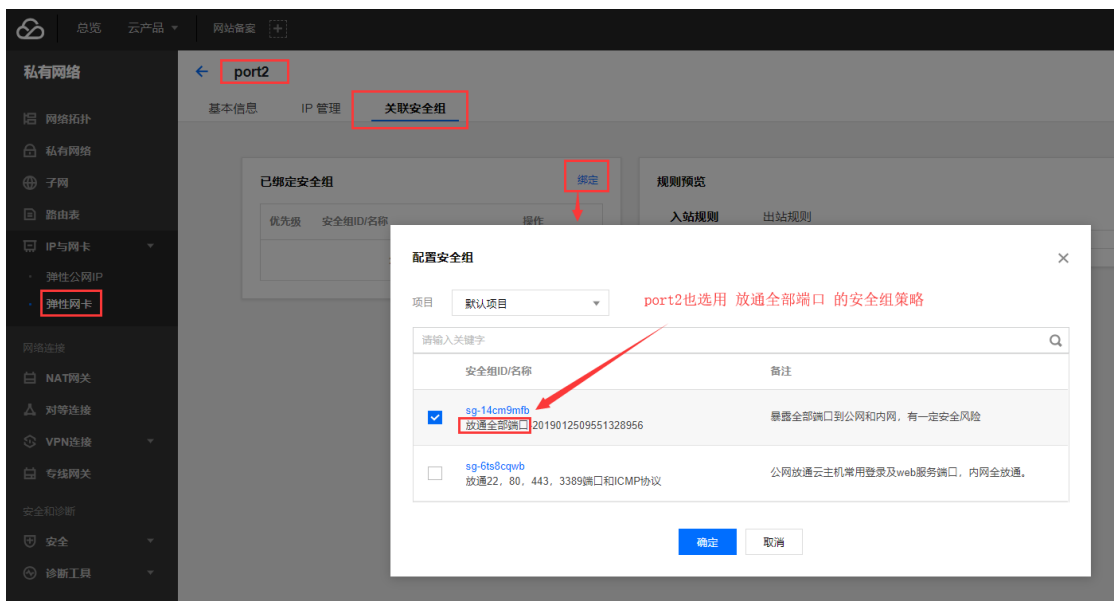 总览 云产品 网站备案
私有网络
port2
基本信息 IP 管理 关联安全组
网络拓扑
私有网络
子网
路由表
IP与网卡
弹性公网IP
弹性网卡
网络连接
NAT网关
对等连接
VPN连接
专线网关
安全和诊断
安全
诊断工具
已绑定安全组 绑定
优先级 安全组ID/名称 操作
规则预览
入站规则 出站规则
配置安全组
项目 默认项目
port2也选用 放通全部端口 的安全组策略
请输入关键字
安全组ID/名称 备注
sg-14cm9mfb
放通全部端口-2019012509551328956
暴露全部端口到公网和内网，有一定安全风险
sg-6ts8cqwb
放通22，80，443，3389端口和ICMP协议
公网放通云主机常用登录及web服务端口，内网全放通。
确定 取消